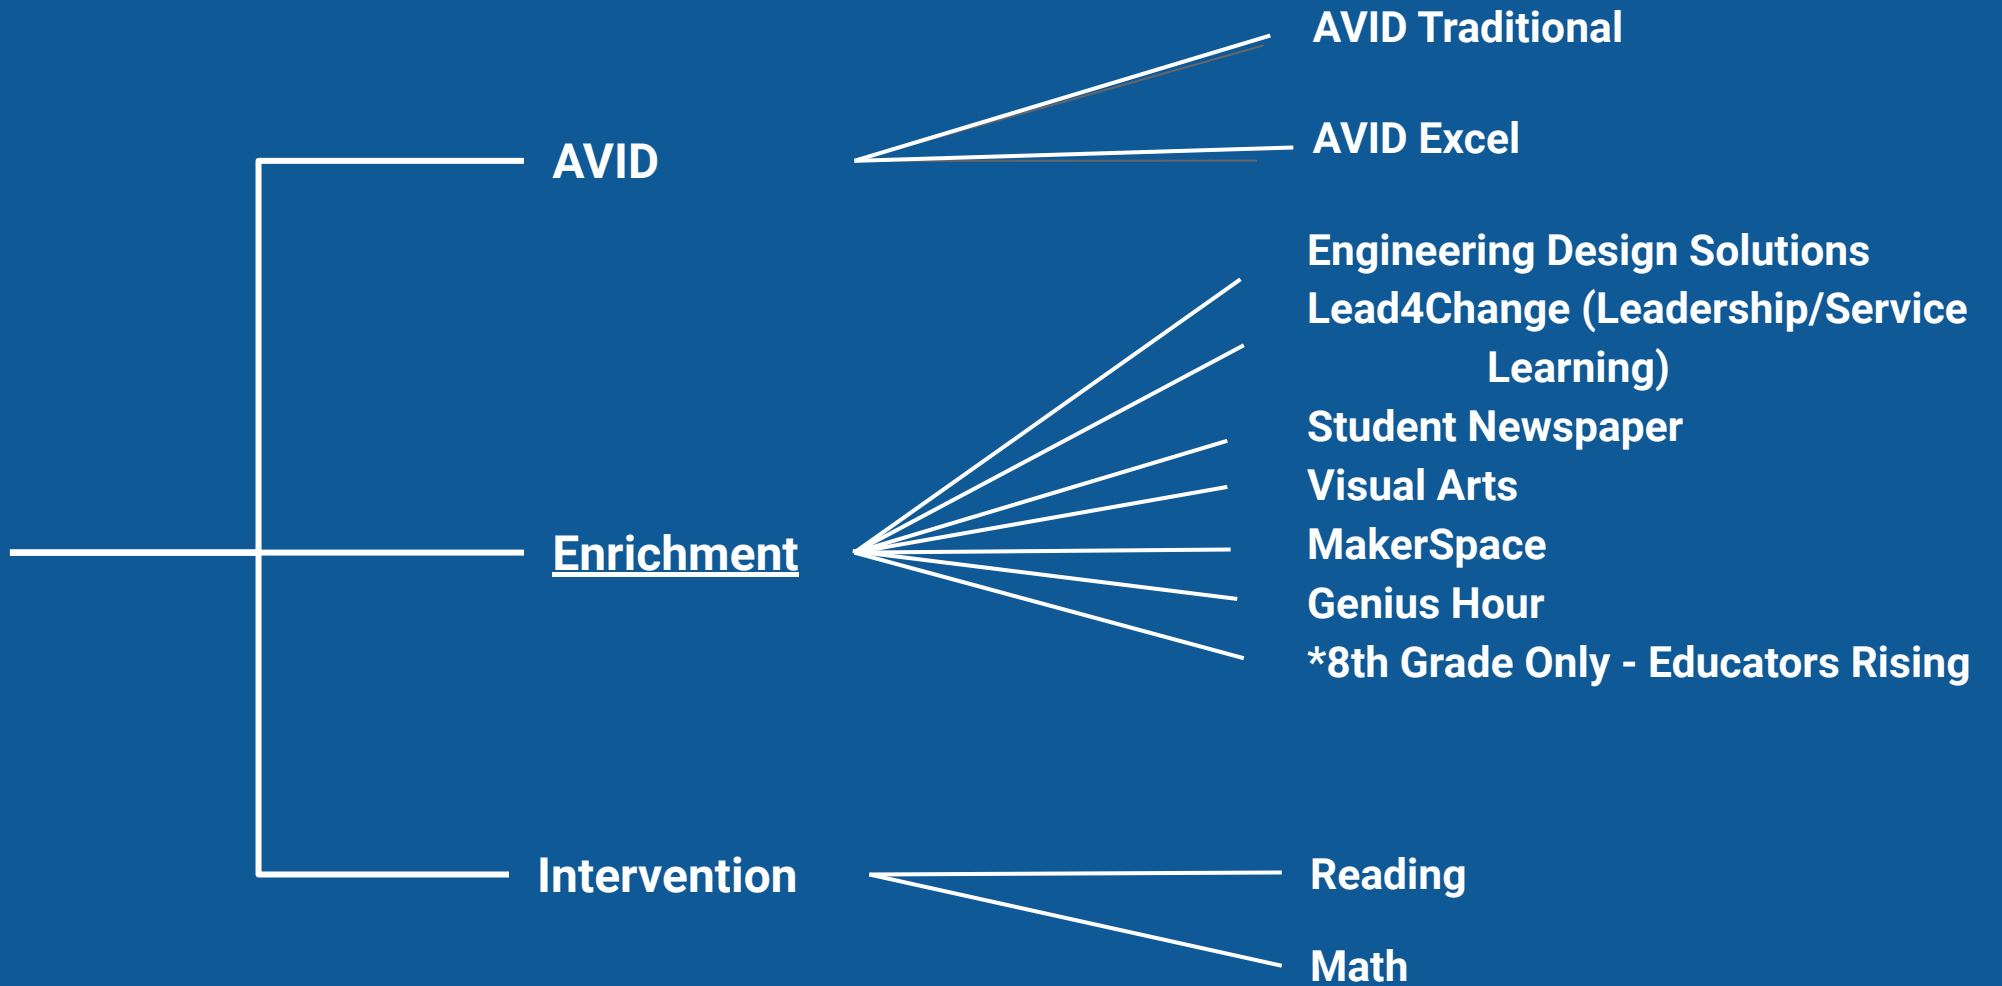 AVID Traditional
AVID Excel
AVID
Engineering Design Solutions
Lead4Change (Leadership/Service
Learning)
Student Newspaper
Visual Arts
MakerSpace
Genius Hour
*8th Grade Only - Educators Rising
Enrichment
Intervention
Reading
Math